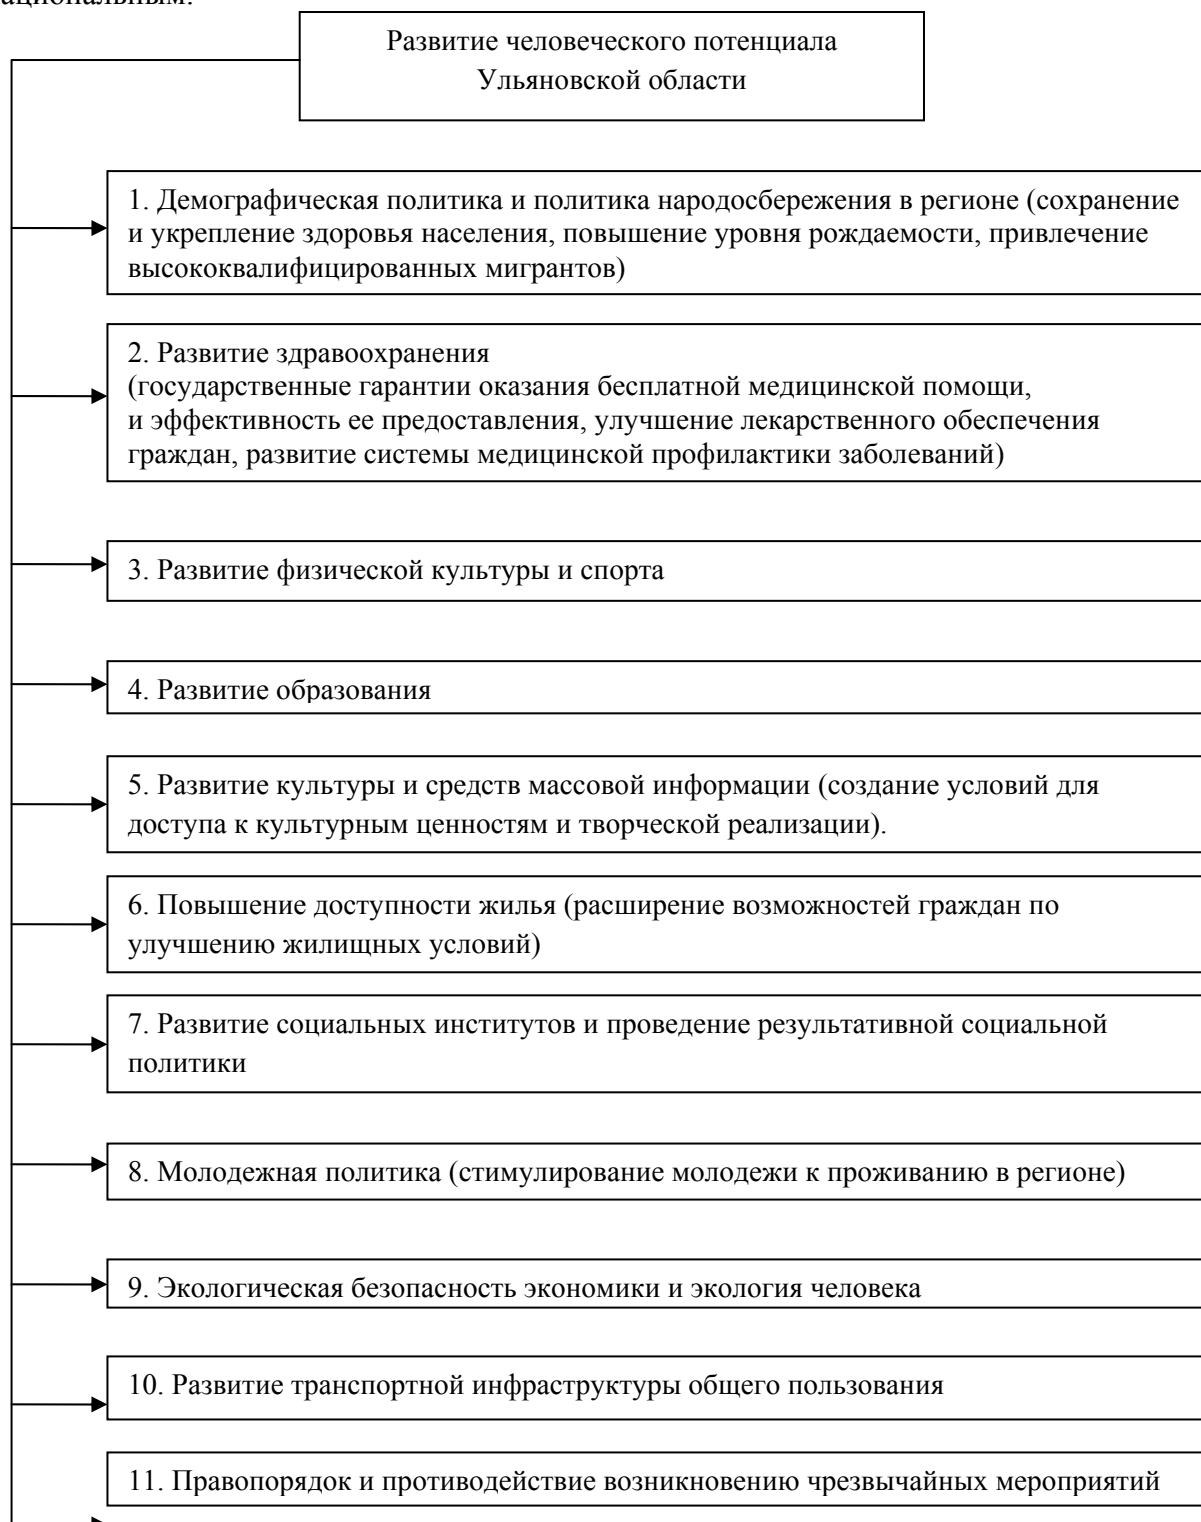 Развитие человеческого потенциала
Ульяновской области
1. Демографическая политика и политика народосбережения в регионе (сохранение
и укрепление здоровья населения, повышение уровня рождаемости, привлечение
высококвалифицированных мигрантов)
2. Развитие здравоохранения
(государственные гарантии оказания бесплатной медицинской помощи,
и эффективность ее предоставления, улучшение лекарственного обеспечения
граждан, развитие системы медицинской профилактики заболеваний)
3. Развитие физической культуры и спорта
4. Развитие образования
5. Развитие культуры и средств массовой информации (создание условий для
доступа к культурным ценностям и творческой реализации).
6. Повышение доступности жилья (расширение возможностей граждан по
улучшению жилищных условий)
7. Развитие социальных институтов и проведение результативной социальной
политики
8. Молодежная политика (стимулирование молодежи к проживанию в регионе)
9. Экологическая безопасность экономики и экология человека
10. Развитие транспортной инфраструктуры общего пользования
11. Правопорядок и противодействие возникновению чрезвычайных мероприятий